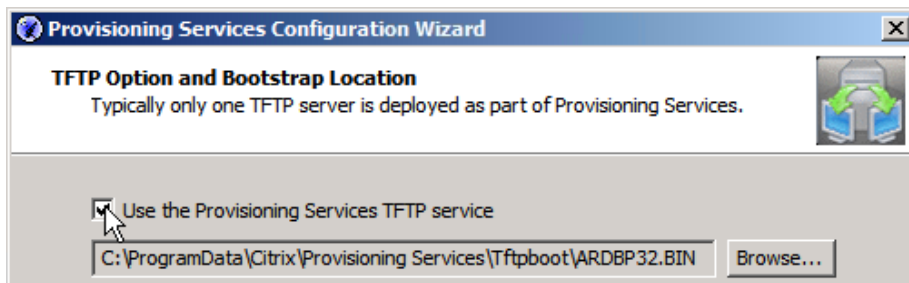 Provisioning Services Configuration Wizard
TFTP Option and Bootstrap Location
Typically only one TFTP server is deployed as part of Provisioning Services.
Use the Provisioning Services TFTP service
C:\ProgramData\Citrix\Provisioning Services\Tftpboot\ARDBP32.BIN
Browse...